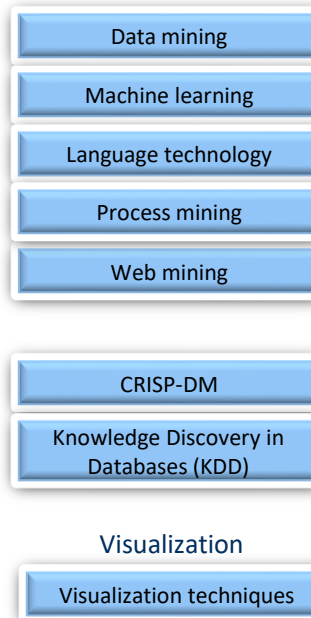 Data mining
Machine learning
Language technology
Process mining
Web mining
CRISP-DM
Knowledge Discovery in
Databases (KDD)
Visualization
Visualization techniques